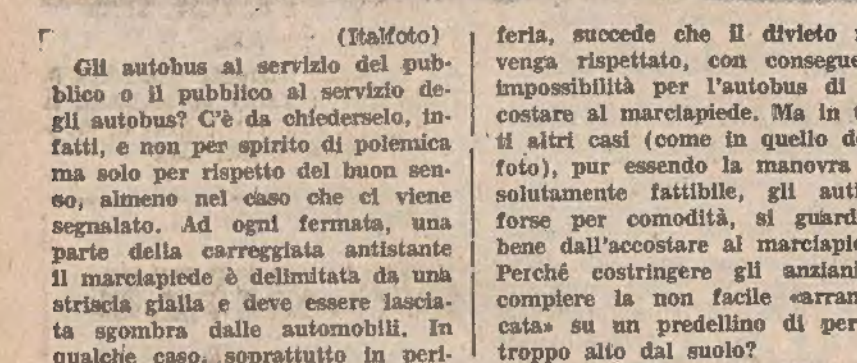 (Italfoto)
Gli autobus al servizio del pub-
blico o il pubblico al servizio de-
gli autobus? C'è da chiederselo, in-
fatti, e non per spirito di polemica
ma solo per rispetto del buon sen-
so, almeno nel caso che ci viene
segnalato. Ad ogni fermata, una
parte della carreggiata antistante
il marciapiede è delimitata da una
striscia gialla e deve essere lascia-
ta sgombra dalle automobili. In
qualche caso, soprattutto in peri-
feria, succede che il divieto
venga rispettato, con consegue
impossibilità per l'autobus di
costare al marciapiede. Ma in
ti altri casi (come in quello de
foto), pur essendo la manovra
solutamente fattibile, gli auti
forse per comodità, si guard
bene dall'accostare al marciapie
Perché costringere gli anziani
compiere la non facile «arram
cata» su un predellino di per
troppo alto dal suolo?